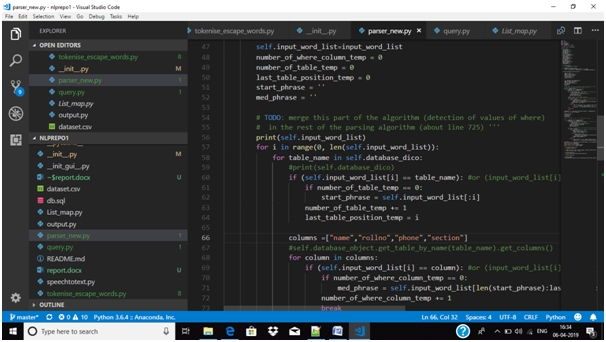 parser_new.py - nlprepo1 - Visual Studio Code
File Edit Selection View Go Debug Tasks Help
EXPLORER
tokenise_escape_words.py __init__.py parser_new.py × query.py List_map.py
OPEN EDITORS
tokenise_escape_words.py 8
__init__.py M
parser_new.py 1
query.py 1
List_map.py
output.py
dataset.csv
NLPREPO1
__init__.py M
__init_gui__.py
~$report.docx U
dataset.csv
db.sql
List_map.py
output.py
parser_new.py 1
query.py 1
README.md
report.docx U
speechtotext.py
tokenise_escape_words.py 8
OUTLINE
47 self.input_word_list=input_word_list
48 number_of_where_column_temp = 0
49 number_of_table_temp = 0
50 last_table_position_temp = 0
51 start_phrase = ''
52 med_phrase = ''
53
54 # TODO: merge this part of the algorithm (detection of values of where)
55 # in the rest of the parsing algorithm (about line 725) '''
56 print(self.input_word_list)
57 for i in range(0, len(self.input_word_list)):
58 for table_name in self.database_dico:
59 #print(self.database_dico)
60 if (self.input_word_list[i] == table_name): #or (input_word_list[i]
61 if number_of_table_temp == 0:
62 start_phrase = self.input_word_list[:i]
63 number_of_table_temp += 1
64 last_table_position_temp = i
65
66 columns =["name","rollno","phone","section"]
67 #self.database_object.get_table_by_name(table_name).get_columns()
68 for column in columns:
69 if (self.input_word_list[i] == column): #or (input_word_list[i]
70 if number_of_where_column_temp == 0:
71 med_phrase = self.input_word_list[len(start_phrase):las
72 number_of_where_column_temp += 1
73 break
master* 0 10 Python 3.6.4 :: Anaconda, Inc. Ln 66, Col 32 Spaces: 4 UTF-8 CRLF Python
Type here to search ENG 16:34
06-04-2019